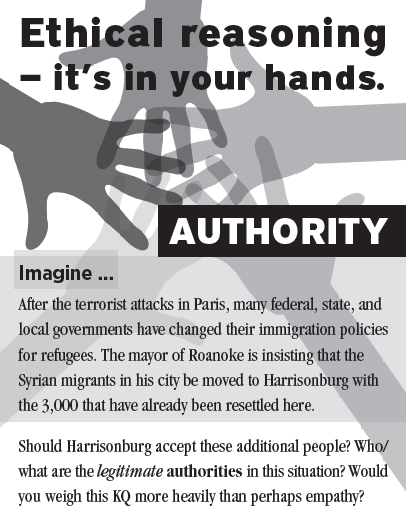 Ethical reasoning
– it's in your hands.
AUTHORITY
Imagine ...
After the terrorist attacks in Paris, many federal, state, and
local governments have changed their immigration policies
for refugees. The mayor of Roanoke is insisting that the
Syrian migrants in his city be moved to Harrisonburg with
the 3,000 that have already been resettled here.
Should Harrisonburg accept these additional people? Who/
what are the legitimate authorities in this situation? Would
you weigh this KQ more heavily than perhaps empathy?